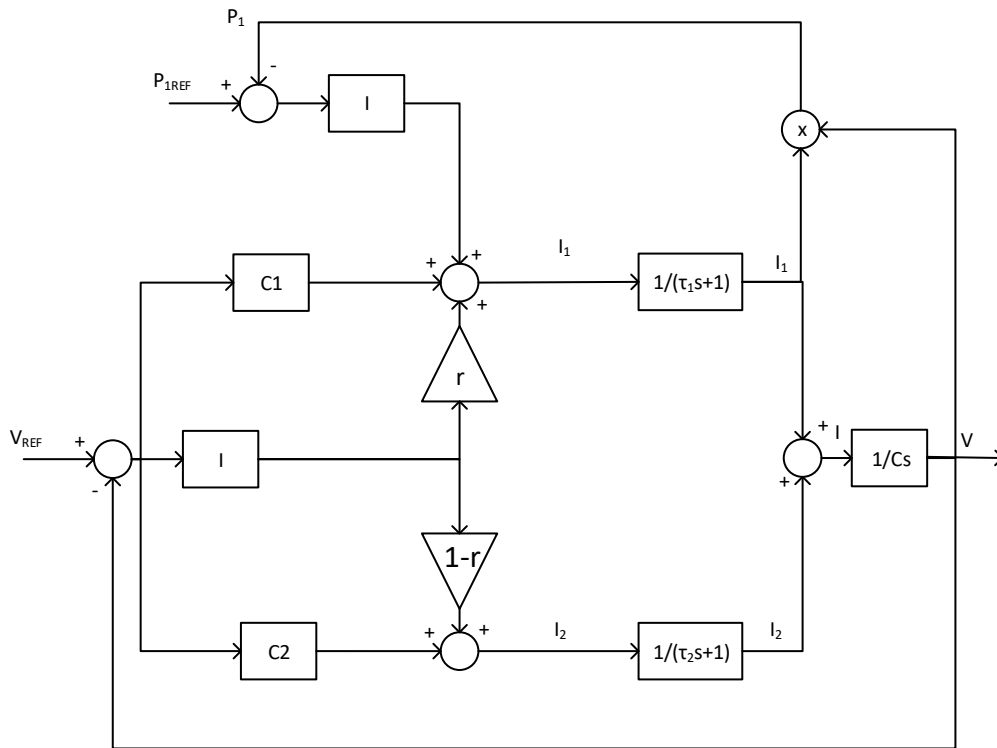 P1
-
P1REF
+
I
x
+
I1
I1
C1
+
1/(τ1s+1)
+
r
VREF
+
I
+
I
1/Cs
V
-
+
1-r
+
+
I2
I2
C2
1/(τ2s+1)